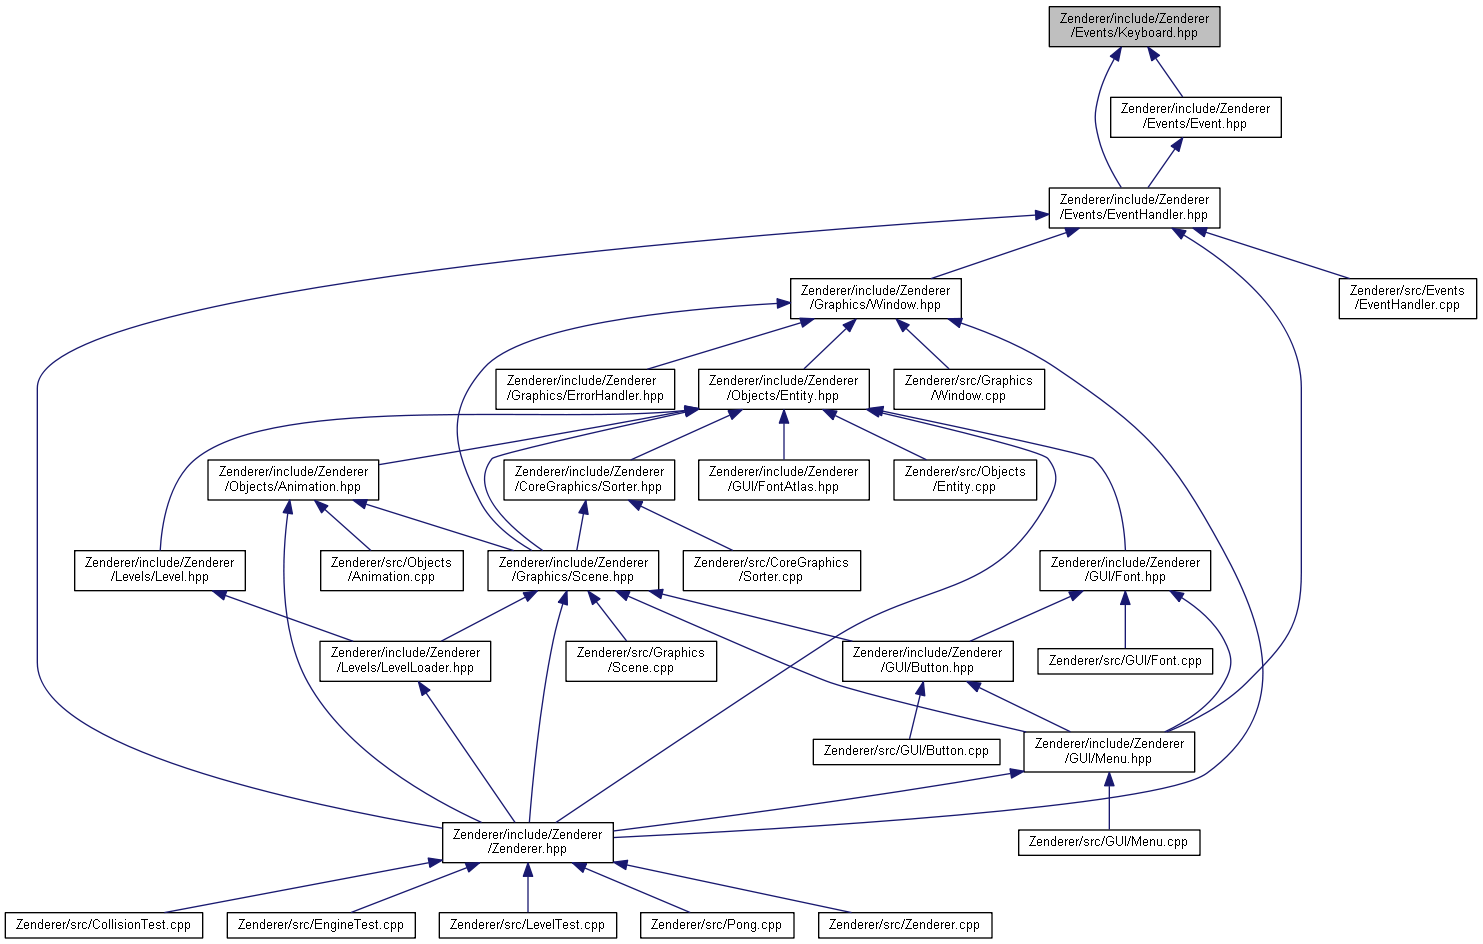 Zenderer/include/Zenderer
/Events/Keyboard.hpp
Zenderer/include/Zenderer
/Events/Event.hpp
Zenderer/include/Zenderer
/Events/EventHandler.hpp
Zenderer/include/Zenderer
/Graphics/Window.hpp
Zenderer/src/Events
/EventHandler.cpp
Zenderer/include/Zenderer
/Graphics/ErrorHandler.hpp
Zenderer/include/Zenderer
/Objects/Entity.hpp
Zenderer/src/Graphics
/Window.cpp
Zenderer/include/Zenderer
/Objects/Animation.hpp
Zenderer/include/Zenderer
/CoreGraphics/Sorter.hpp
Zenderer/include/Zenderer
/GUI/FontAtlas.hpp
Zenderer/src/Objects
/Entity.cpp
Zenderer/include/Zenderer
/Levels/Level.hpp
Zenderer/src/Objects
/Animation.cpp
Zenderer/include/Zenderer
/Graphics/Scene.hpp
Zenderer/src/CoreGraphics
/Sorter.cpp
Zenderer/include/Zenderer
/GUI/Font.hpp
Zenderer/include/Zenderer
/Levels/LevelLoader.hpp
Zenderer/src/Graphics
/Scene.cpp
Zenderer/include/Zenderer
/GUI/Button.hpp
Zenderer/src/GUI/Font.cpp
Zenderer/src/GUI/Button.cpp
Zenderer/include/Zenderer
/GUI/Menu.hpp
Zenderer/include/Zenderer
/Zenderer.hpp
Zenderer/src/GUI/Menu.cpp
Zenderer/src/CollisionTest.cpp
Zenderer/src/EngineTest.cpp
Zenderer/src/LevelTest.cpp
Zenderer/src/Pong.cpp
Zenderer/src/Zenderer.cpp